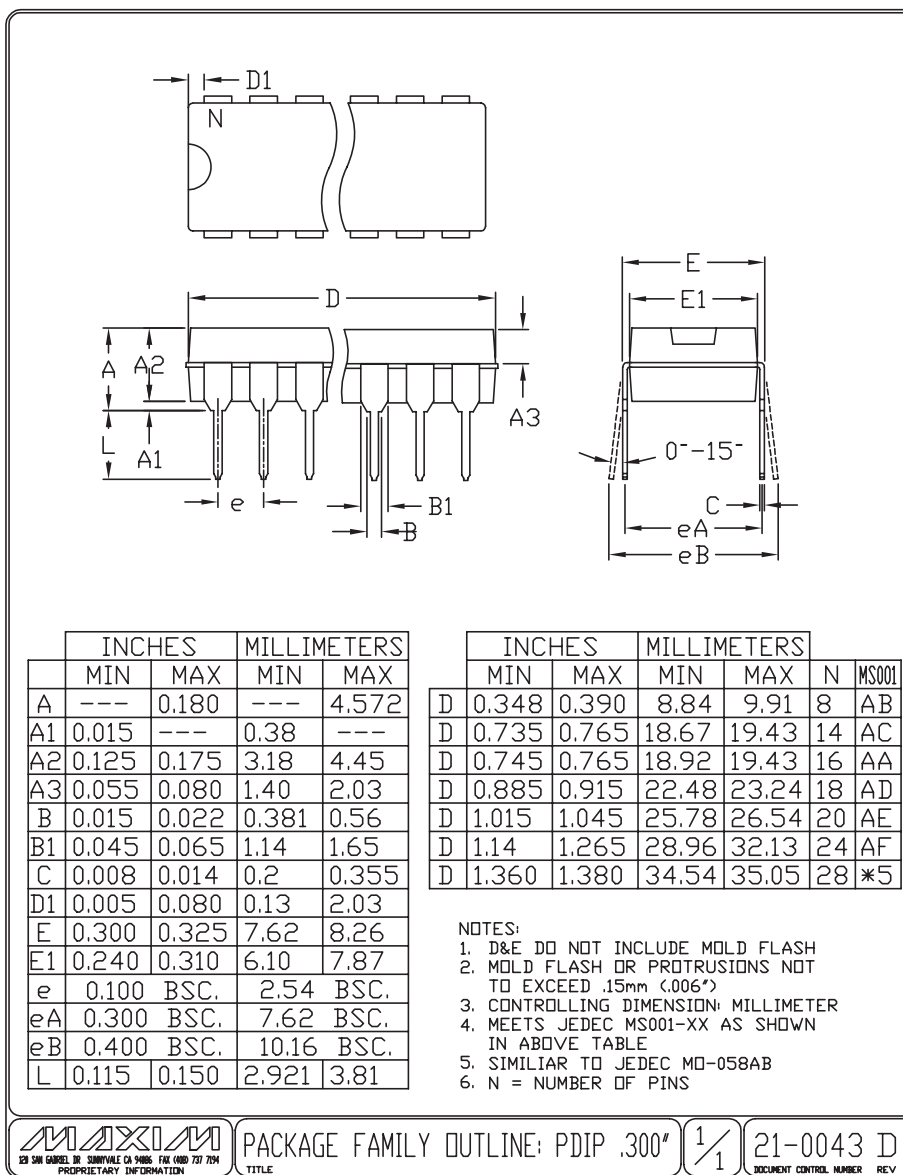 D1
N
D
E
E1
A
A2
A3
L
A1
0°-15°
e
B1
B
C
eA
eB
INCHES MILLIMETERS
MIN MAX MIN MAX
A --- 0.180 --- 4.572
A1 0.015 --- 0.38 ---
A2 0.125 0.175 3.18 4.45
A3 0.055 0.080 1.40 2.03
B 0.015 0.022 0.381 0.56
B1 0.045 0.065 1.14 1.65
C 0.008 0.014 0.2 0.355
D1 0.005 0.080 0.13 2.03
E 0.300 0.325 7.62 8.26
E1 0.240 0.310 6.10 7.87
e 0.100 BSC. 2.54 BSC.
eA 0.300 BSC. 7.62 BSC.
eB 0.400 BSC. 10.16 BSC.
L 0.115 0.150 2.921 3.81
INCHES MILLIMETERS
MIN MAX MIN MAX N MS001
D 0.348 0.390 8.84 9.91 8 AB
D 0.735 0.765 18.67 19.43 14 AC
D 0.745 0.765 18.92 19.43 16 AA
D 0.885 0.915 22.48 23.24 18 AD
D 1.015 1.045 25.78 26.54 20 AE
D 1.14 1.265 28.96 32.13 24 AF
D 1.360 1.380 34.54 35.05 28 *5
NOTES:
1. D&E DO NOT INCLUDE MOLD FLASH
2. MOLD FLASH OR PROTRUSIONS NOT
TO EXCEED .15mm (.006")
3. CONTROLLING DIMENSION: MILLIMETER
4. MEETS JEDEC MS001-XX AS SHOWN
IN ABOVE TABLE
5. SIMILIAR TO JEDEC MO-058AB
6. N = NUMBER OF PINS
MAXIM
120 SAN GABRIEL DR SUNNYVALE CA 94086 FAX (408) 737 7194
PROPRIETARY INFORMATION
PACKAGE FAMILY OUTLINE: PDIP .300"
TITLE
1/1
21-0043 D
DOCUMENT CONTROL NUMBER REV